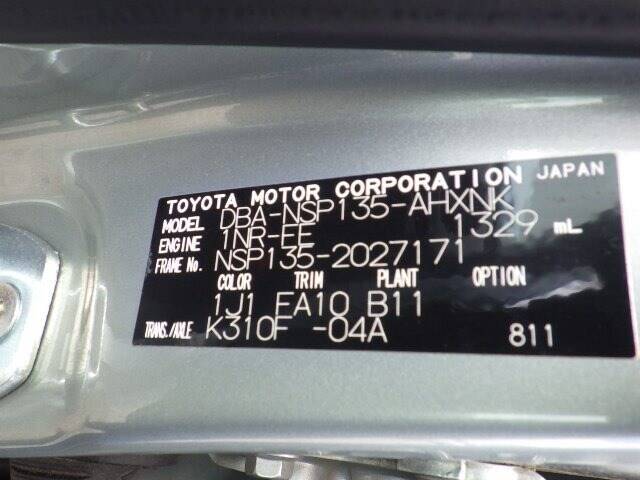 TOYOTA MOTOR CORPORATION JAPAN
MODEL DBA-NSP135-AHXNK
ENGINE 1NR-FE 1329 mL
FRAME No. NSP135-2027171
COLOR TRIM PLANT OPTION
1J1 FA10 B11
TRANS./AXLE K310F -04A 811